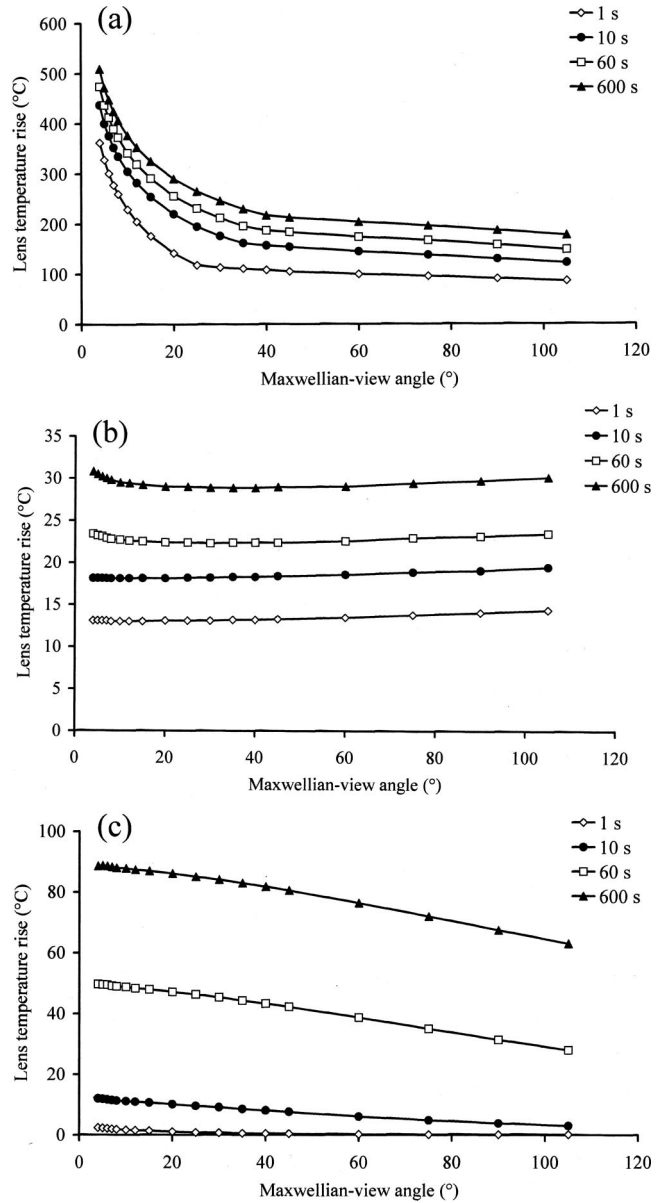 (a)
1 s
10 s
60 s
600 s
Lens temperature rise (°C)
600
500
400
300
200
100
0
0 20 40 60 80 100 120
Maxwellian-view angle (°)
(b)
1 s
10 s
60 s
600 s
Lens temperature rise (°C)
35
30
25
20
15
10
5
0
0 20 40 60 80 100 120
Maxwellian-view angle (°)
(c)
1 s
10 s
60 s
600 s
Lens temperature rise (°C)
100
80
60
40
20
0
0 20 40 60 80 100 120
Maxwellian-view angle (°)